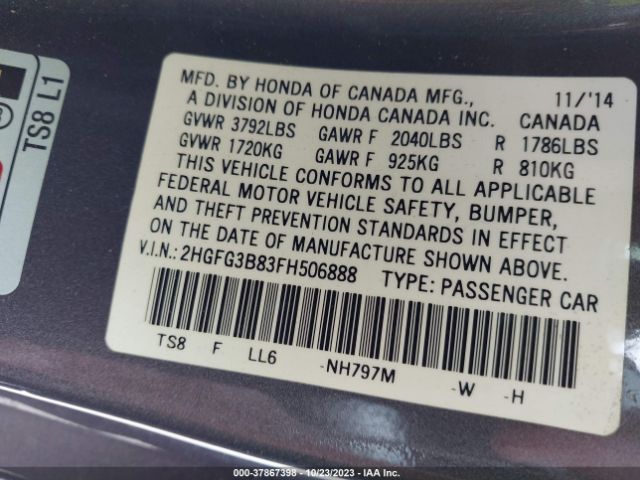 TS8 L1
®
MFD. BY HONDA OF CANADA MFG., 11/'14
A DIVISION OF HONDA CANADA INC. CANADA
GVWR 3792LBS GAWR F 2040LBS R 1786LBS
GVWR 1720KG GAWR F 925KG R 810KG
THIS VEHICLE CONFORMS TO ALL APPLICABLE
FEDERAL MOTOR VEHICLE SAFETY, BUMPER,
AND THEFT PREVENTION STANDARDS IN EFFECT
ON THE DATE OF MANUFACTURE SHOWN ABOVE.
V.I.N.: 2HGFG3B83FH506888 TYPE: PASSENGER CAR
TS8 F LL6 -NH797M -W -H
000-37867398 - 10/23/2023 - IAA Inc.